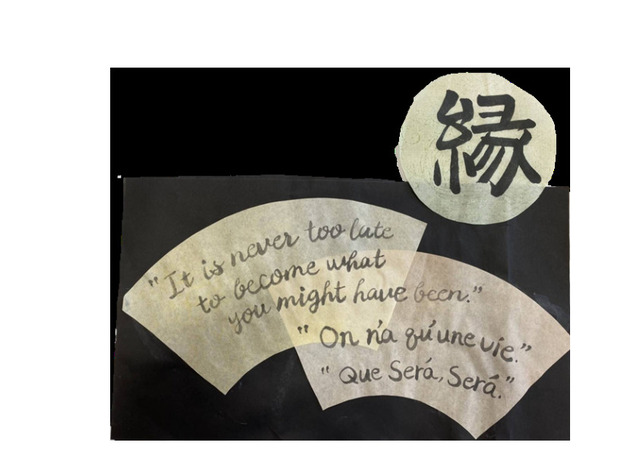 縁
"It is never too late
to become what
you might have been."
"On n'a qu'une vie."
"Que Será, Será."